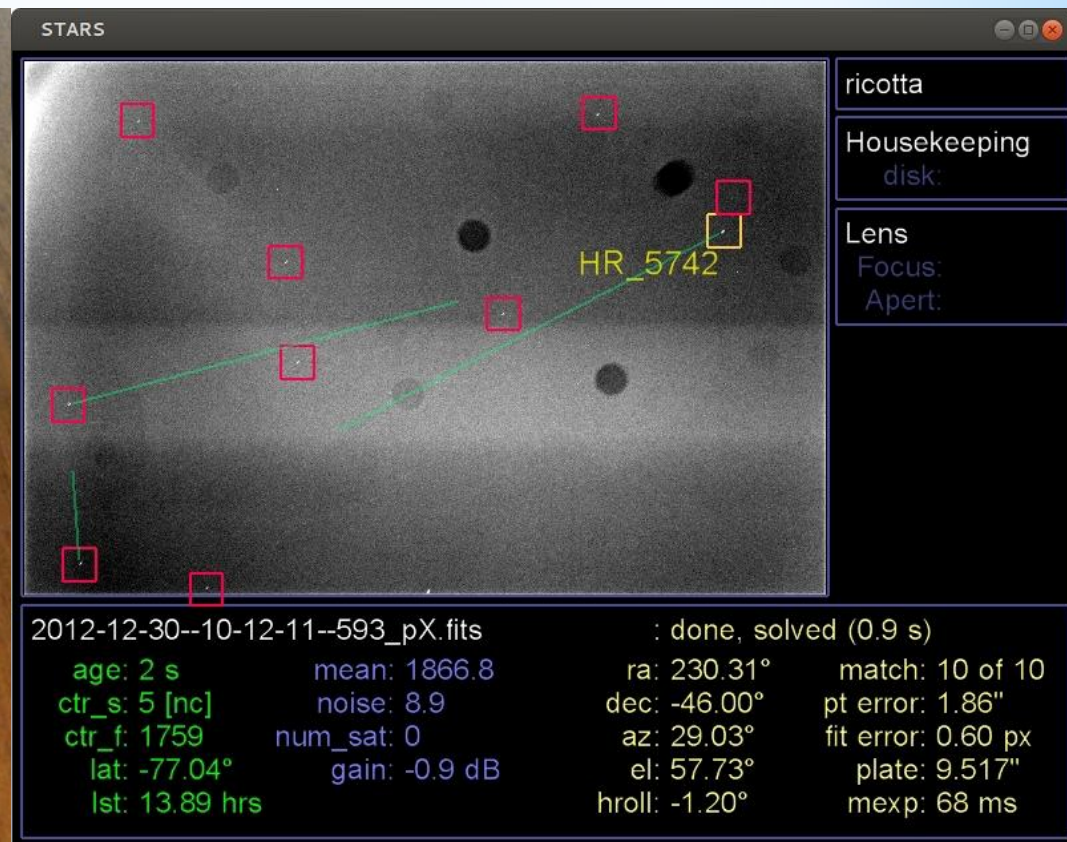 STARS
ricotta
Housekeeping
disk:
Lens
Focus:
Apert:
HR_5742
2012-12-30--10-12-11--593_pX.fits : done, solved (0.9 s)
age: 2 s mean: 1866.8 ra: 230.31° match: 10 of 10
ctr_s: 5 [nc] noise: 8.9 dec: -46.00° pt error: 1.86"
ctr_f: 1759 num_sat: 0 az: 29.03° fit error: 0.60 px
lat: -77.04° gain: -0.9 dB el: 57.73° plate: 9.517"
lst: 13.89 hrs hroll: -1.20° mexp: 68 ms